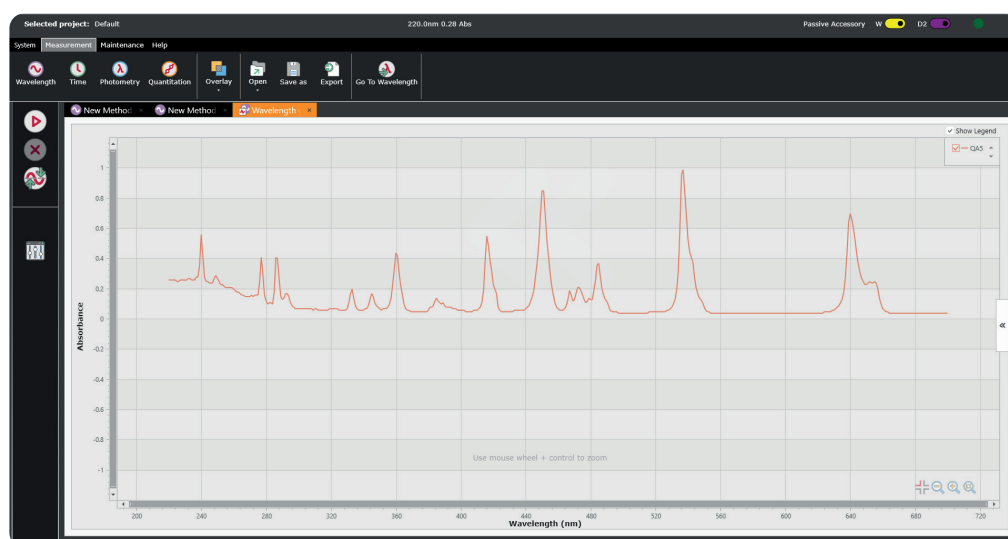 Selected project: Default 220.0nm 0.28 Abs Passive Accessory W D2
System Measurement Maintenance Help
Wavelength Time Photometry Quantitation Overlay Open Save as Export Go To Wavelength
New Method × New Method × Wavelength ×
Show Legend
QA5
Absorbance
1
0.8
0.6
0.4
0.2
0
-0.2
-0.4
-0.6
-0.8
-1
Use mouse wheel + control to zoom
200 240 280 320 360 400 440 480 520 560 600 640 680 720
Wavelength (nm)